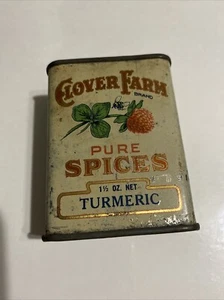 CLOVER FARM
BRAND
PURE
SPICES
1½ OZ. NET
TURMERIC